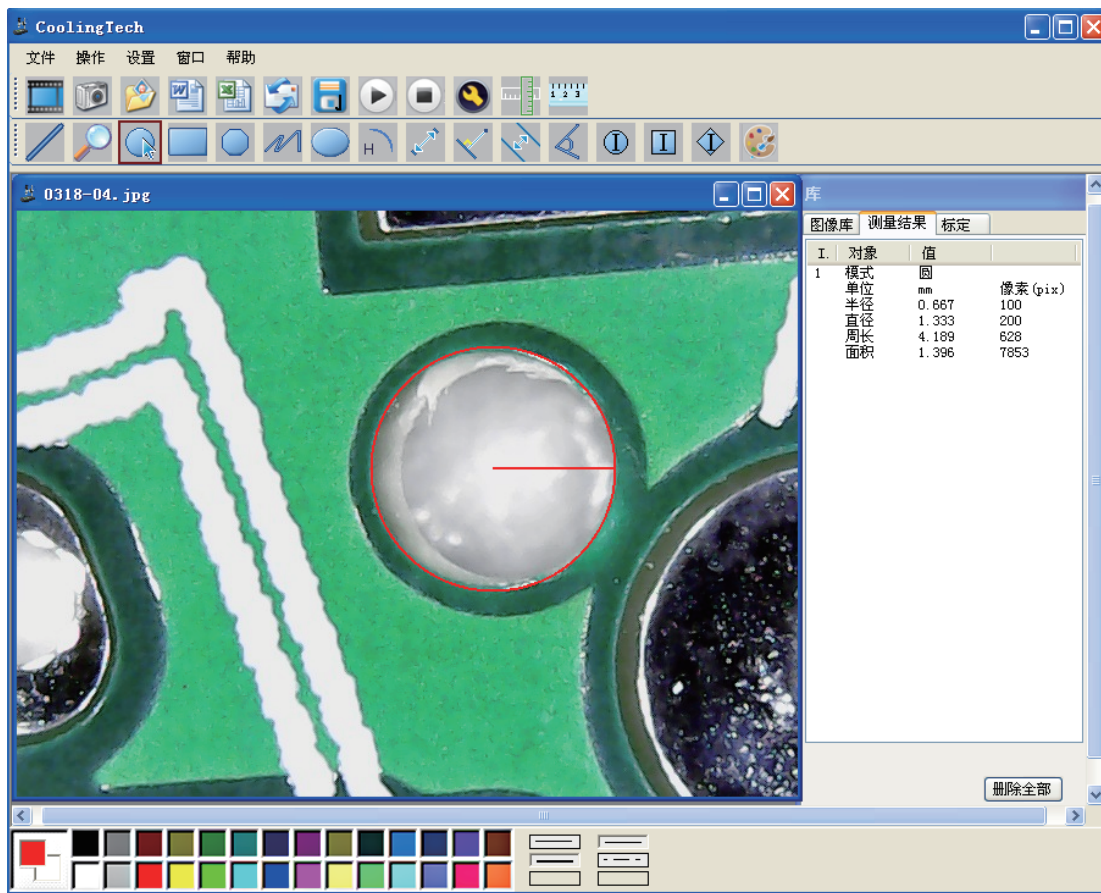 CoolingTech
文件 操作 设置 窗口 帮助
1 2 3
H
0318-04.jpg
库
图像库 测量结果 标定
I. 对象 值
1 模式 圆
单位 mm 像素(pix)
半径 0.667 100
直径 1.333 200
周长 4.189 628
面积 1.396 7853
删除全部